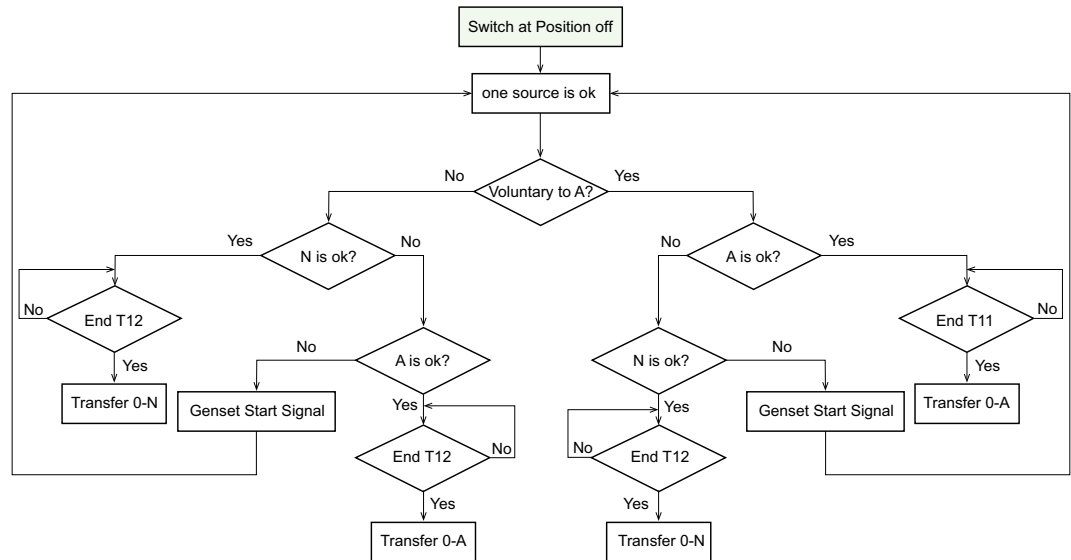 Switch at Position off
one source is ok
No
Voluntary to A?
Yes
Yes
N is ok?
No
No
A is ok?
Yes
No
End T12
Yes
Transfer 0-N
No
A is ok?
Genset Start Signal
Yes
End T12
No
Yes
Transfer 0-A
N is ok?
No
Yes
No
End T12
Yes
Transfer 0-N
Genset Start Signal
End T11
No
Yes
Transfer 0-A